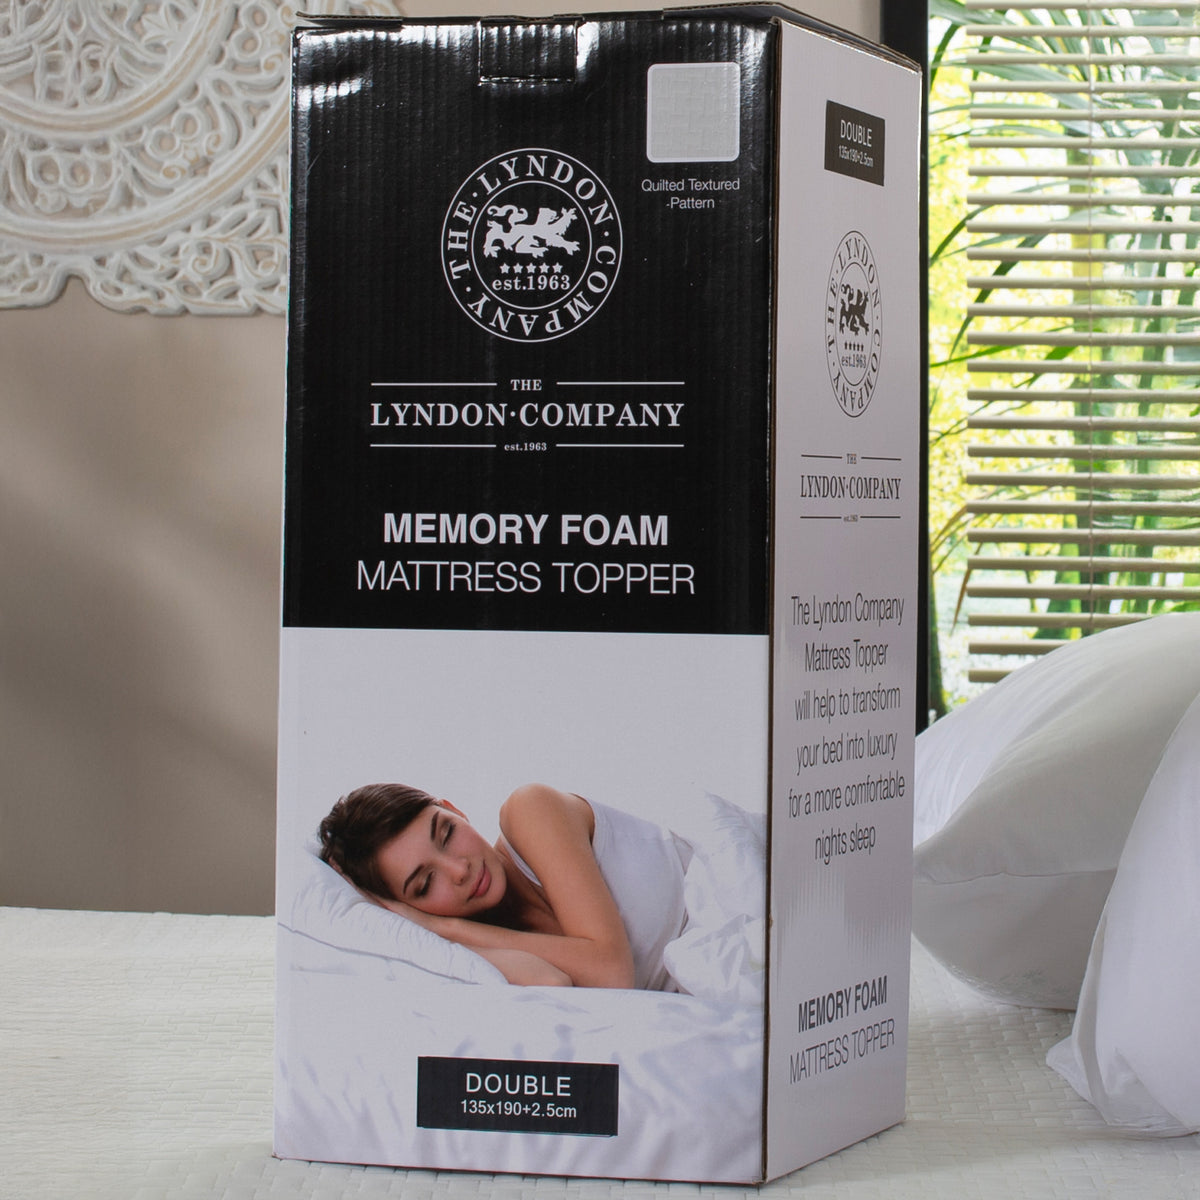 Quilted Textured
-Pattern
THE · LYNDON · COMPANY ·
est.1963
THE
LYNDON·COMPANY
est.1963
MEMORY FOAM
MATTRESS TOPPER
DOUBLE
135x190+2.5cm
DOUBLE
135x190+2.5cm
THE · LYNDON · COMPANY ·
est.1963
THE
LYNDON·COMPANY
est.1963
The Lyndon Company
Mattress Topper
will help to transform
your bed into luxury
for a more comfortable
nights sleep
MEMORY FOAM
MATTRESS TOPPER